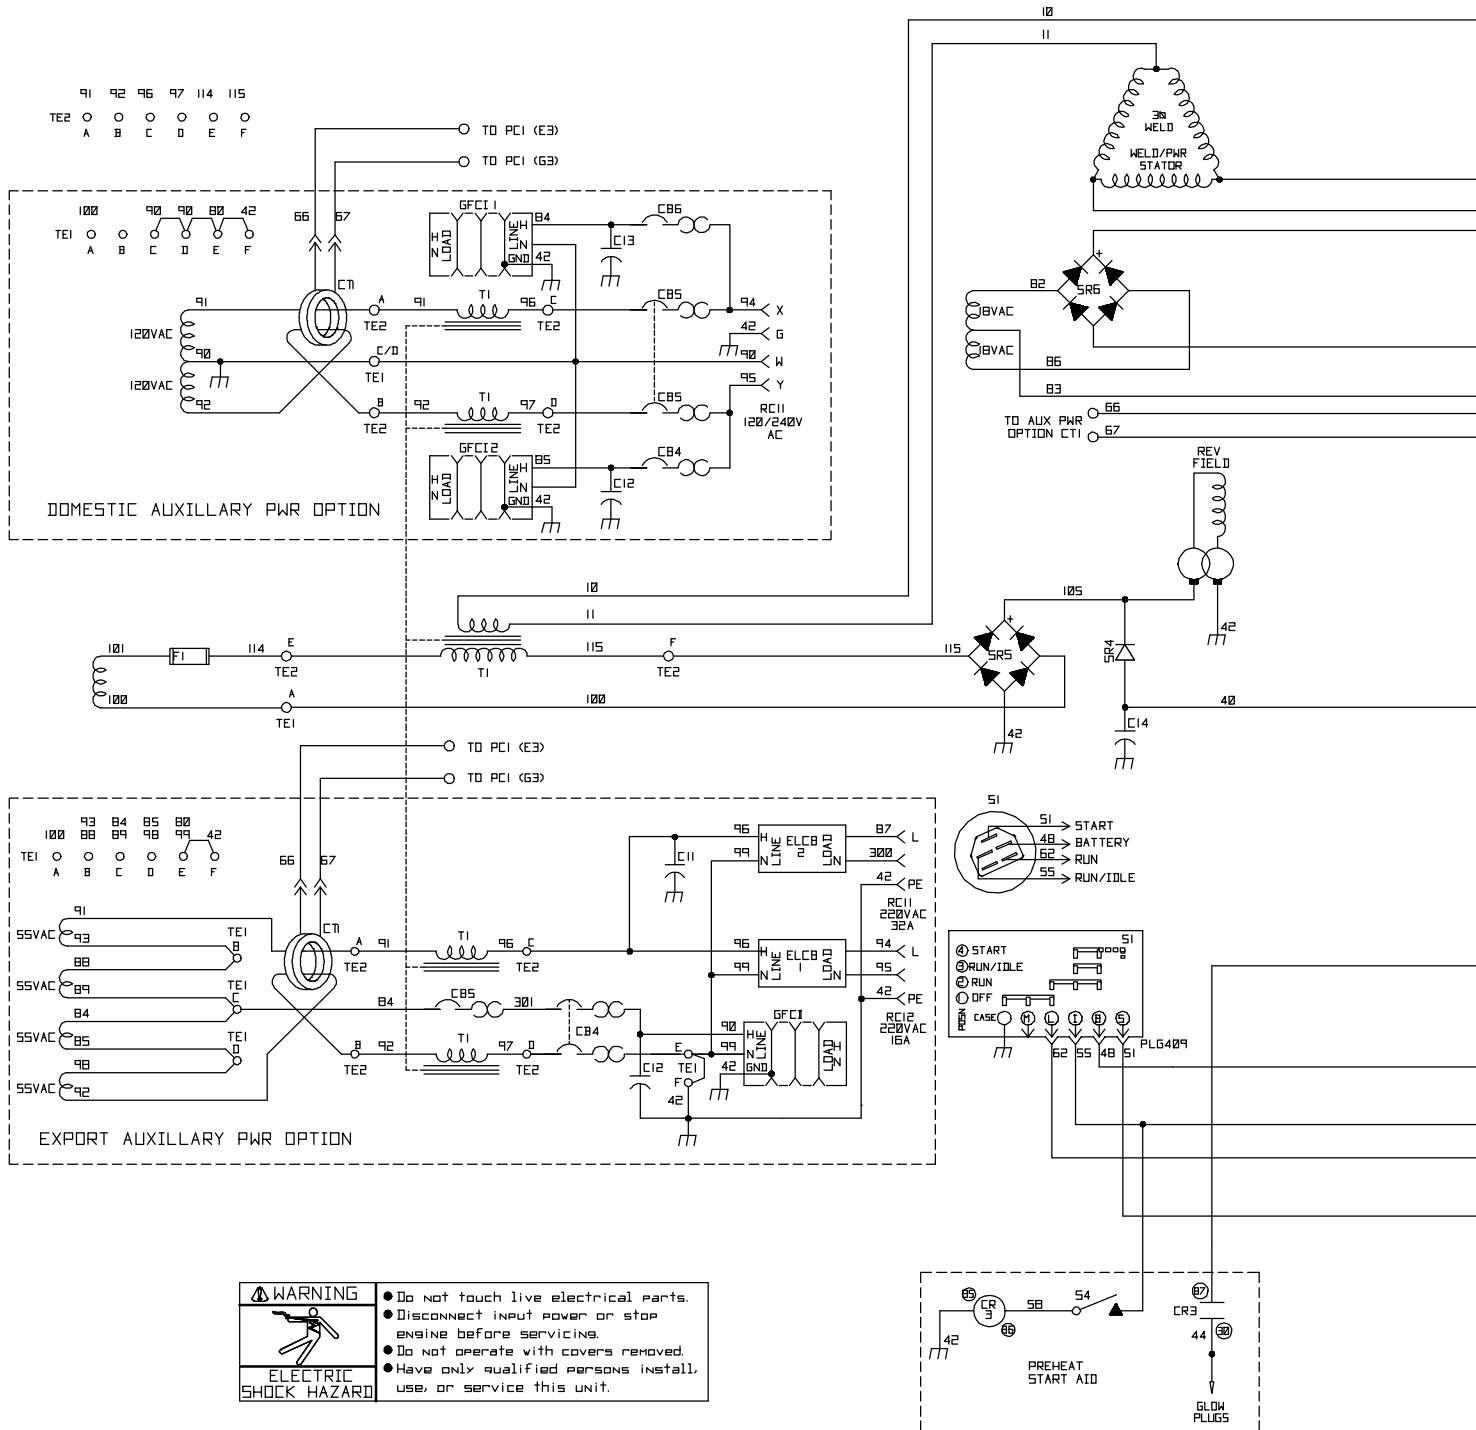 10
11
91 92 96 97 114 115
TE2
A B C D E F
TO PC1 (E3)
TO PC1 (G3)
3Ø
WELD
WELD/PWR
STATOR
100 90 90 80 42
TE1
A B C D E F
66 67
CT1
GFCI1
H
N
LOAD
LINE
H
N
GND
84
42
C13
CB6
91
120VAC
90
120VAC
92
A
TE2
91
T1
96
C
TE2
CB5
94
X
42
G
C/D
TE1
90
W
95
Y
B
TE2
92
T1
97
D
TE2
CB5
RC11
120/240V
AC
GFCI2
H
N
LOAD
LINE
H
N
GND
85
42
C12
CB4
DOMESTIC AUXILLARY PWR OPTION
82
+
SR6
18VAC
18VAC
86
83
TO AUX PWR
OPTION CT1
66
67
REV
FIELD
42
10
11
101
F1
114
E
TE2
T1
115
F
TE2
115
+
SR5
105
SR4
100
A
TE1
100
42
40
C14
TO PC1 (E3)
TO PC1 (G3)
93 84 85 80
100 88 89 98 99 42
TE1
A B C D E F
66 67
CT1
91
55VAC
93
88
55VAC
89
84
55VAC
85
98
55VAC
92
TE1
B
TE1
C
TE1
D
A
TE2
91
T1
96
C
TE2
84
CB5
301
CB4
B
TE2
92
T1
97
D
TE2
C11
C12
96
99
H
N
LINE
ELCB
2
LOAD
L
N
87
L
300
42
PE
RC11
220VAC
32A
96
99
H
N
LINE
ELCB
1
LOAD
L
N
94
L
95
42
PE
RC12
220VAC
16A
GFCI1
90
99
42
H
N
LINE
GND
LOAD
H
N
E
TE1
F
42
EXPORT AUXILLARY PWR OPTION
S1
51 START
48 BATTERY
62 RUN
55 RUN/IDLE
S1
4 START
3 RUN/IDLE
2 RUN
1 OFF
POSN
CASE M L I B S
PLG409
62 55 48 51
WARNING
ELECTRIC
SHOCK HAZARD
● Do not touch live electrical parts.
● Disconnect input power or stop
engine before servicing.
● Do not operate with covers removed.
● Have only qualified persons install,
use, or service this unit.
85
CR
3
86
42
58
S4
87
CR3
30
44
PREHEAT
START AID
GLOW
PLUGS